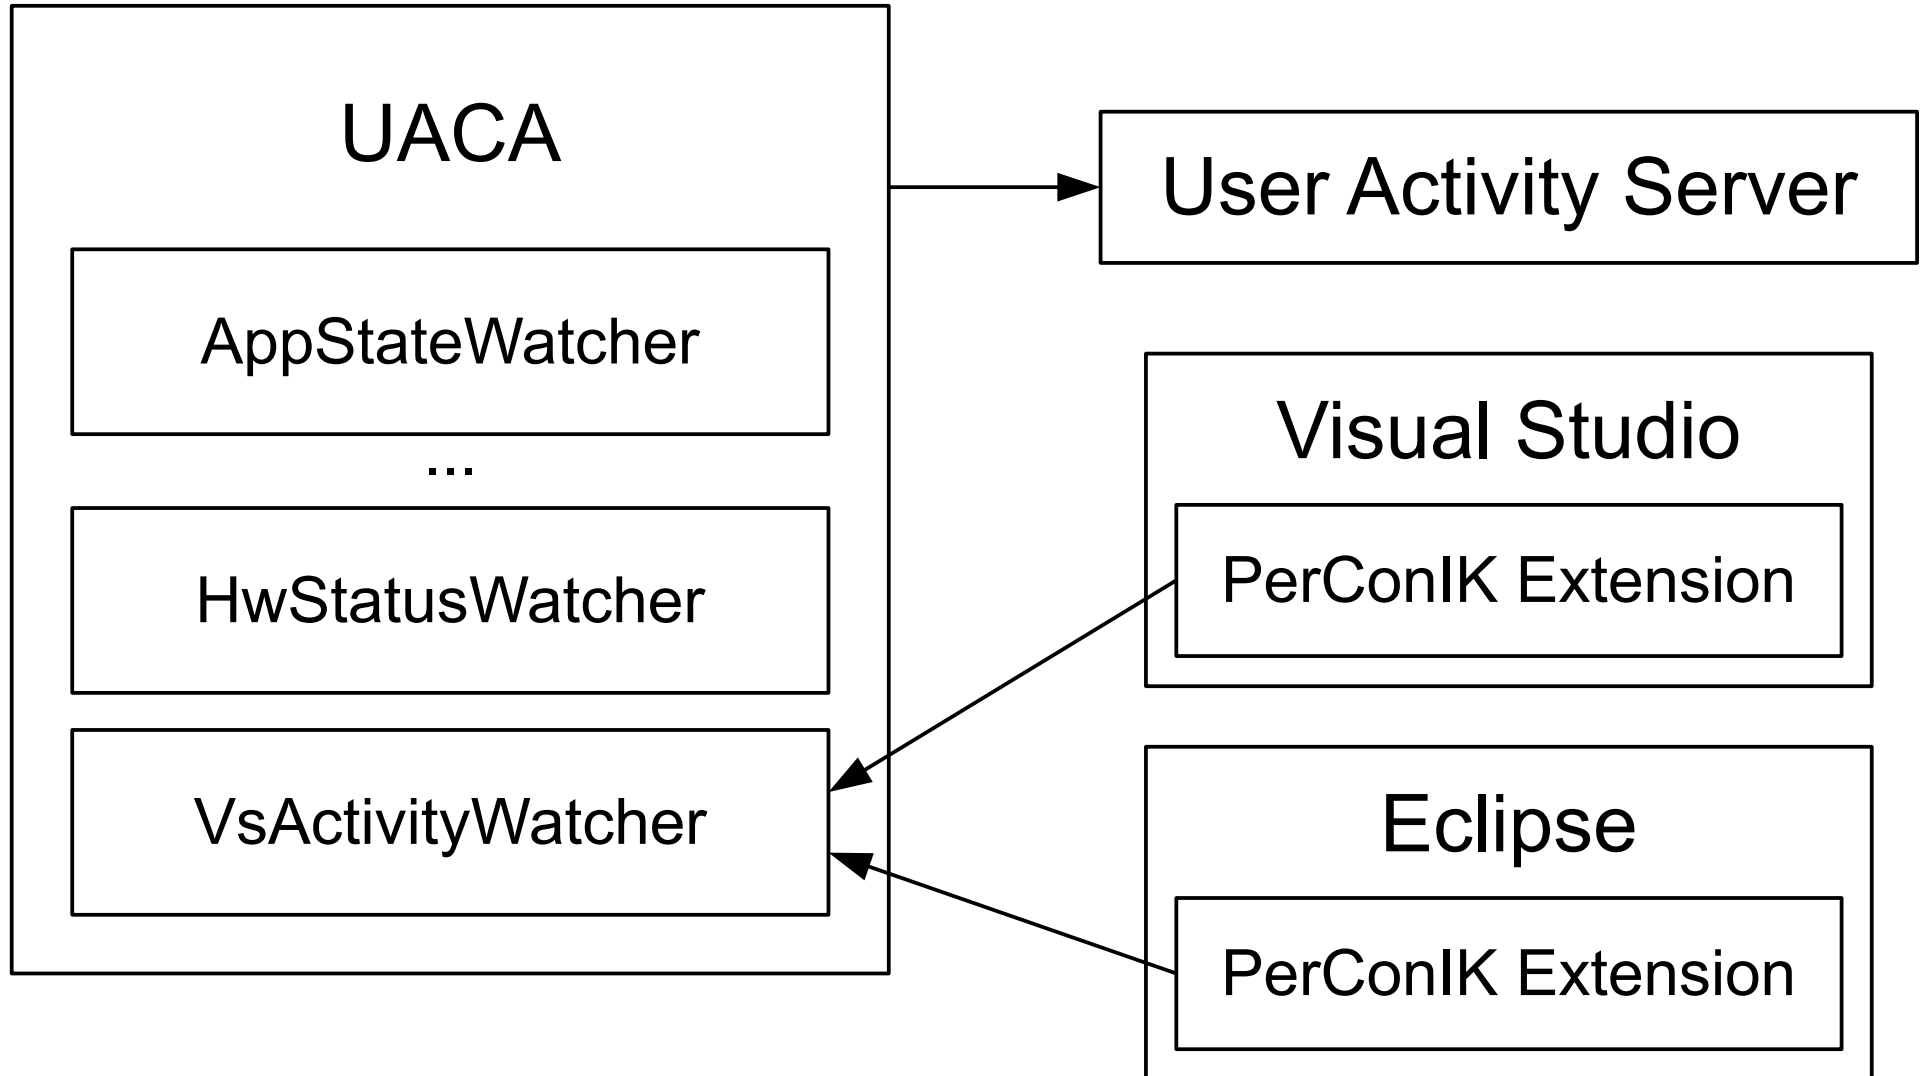 UACA
AppStateWatcher
...
HwStatusWatcher
VsActivityWatcher
User Activity Server
Visual Studio
PerConIK Extension
Eclipse
PerConIK Extension